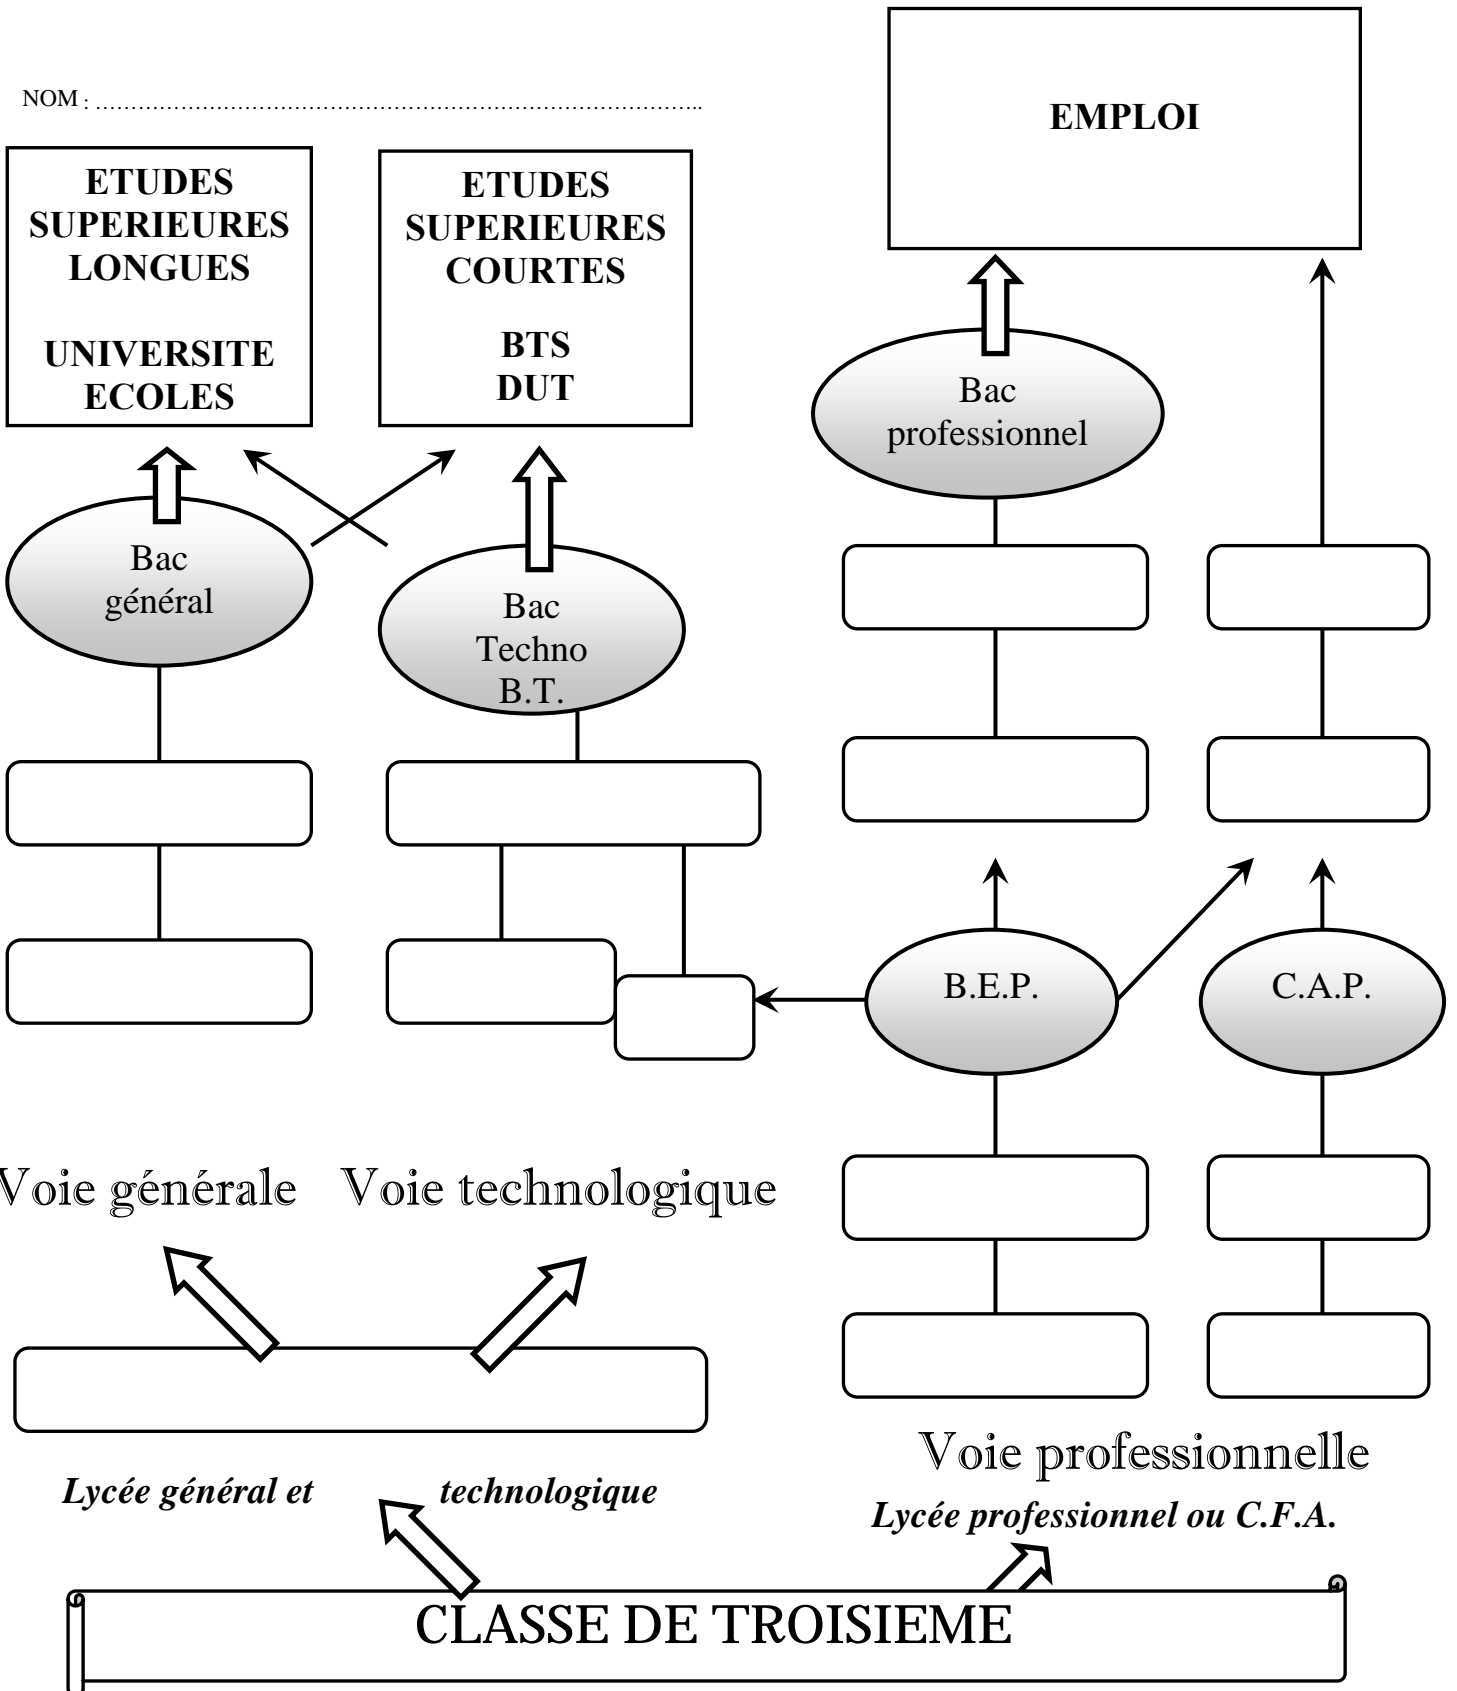 NOM : …………………………………………………………………………..
EMPLOI
ETUDES
SUPERIEURES
LONGUES
UNIVERSITE
ECOLES
ETUDES
SUPERIEURES
COURTES
BTS
DUT
Bac
professionnel
Bac
général
Bac
Techno
B.T.
B.E.P.
C.A.P.
Voie générale
Voie technologique
Voie professionnelle
Lycée général et technologique
Lycée professionnel ou C.F.A.
CLASSE DE TROISIEME